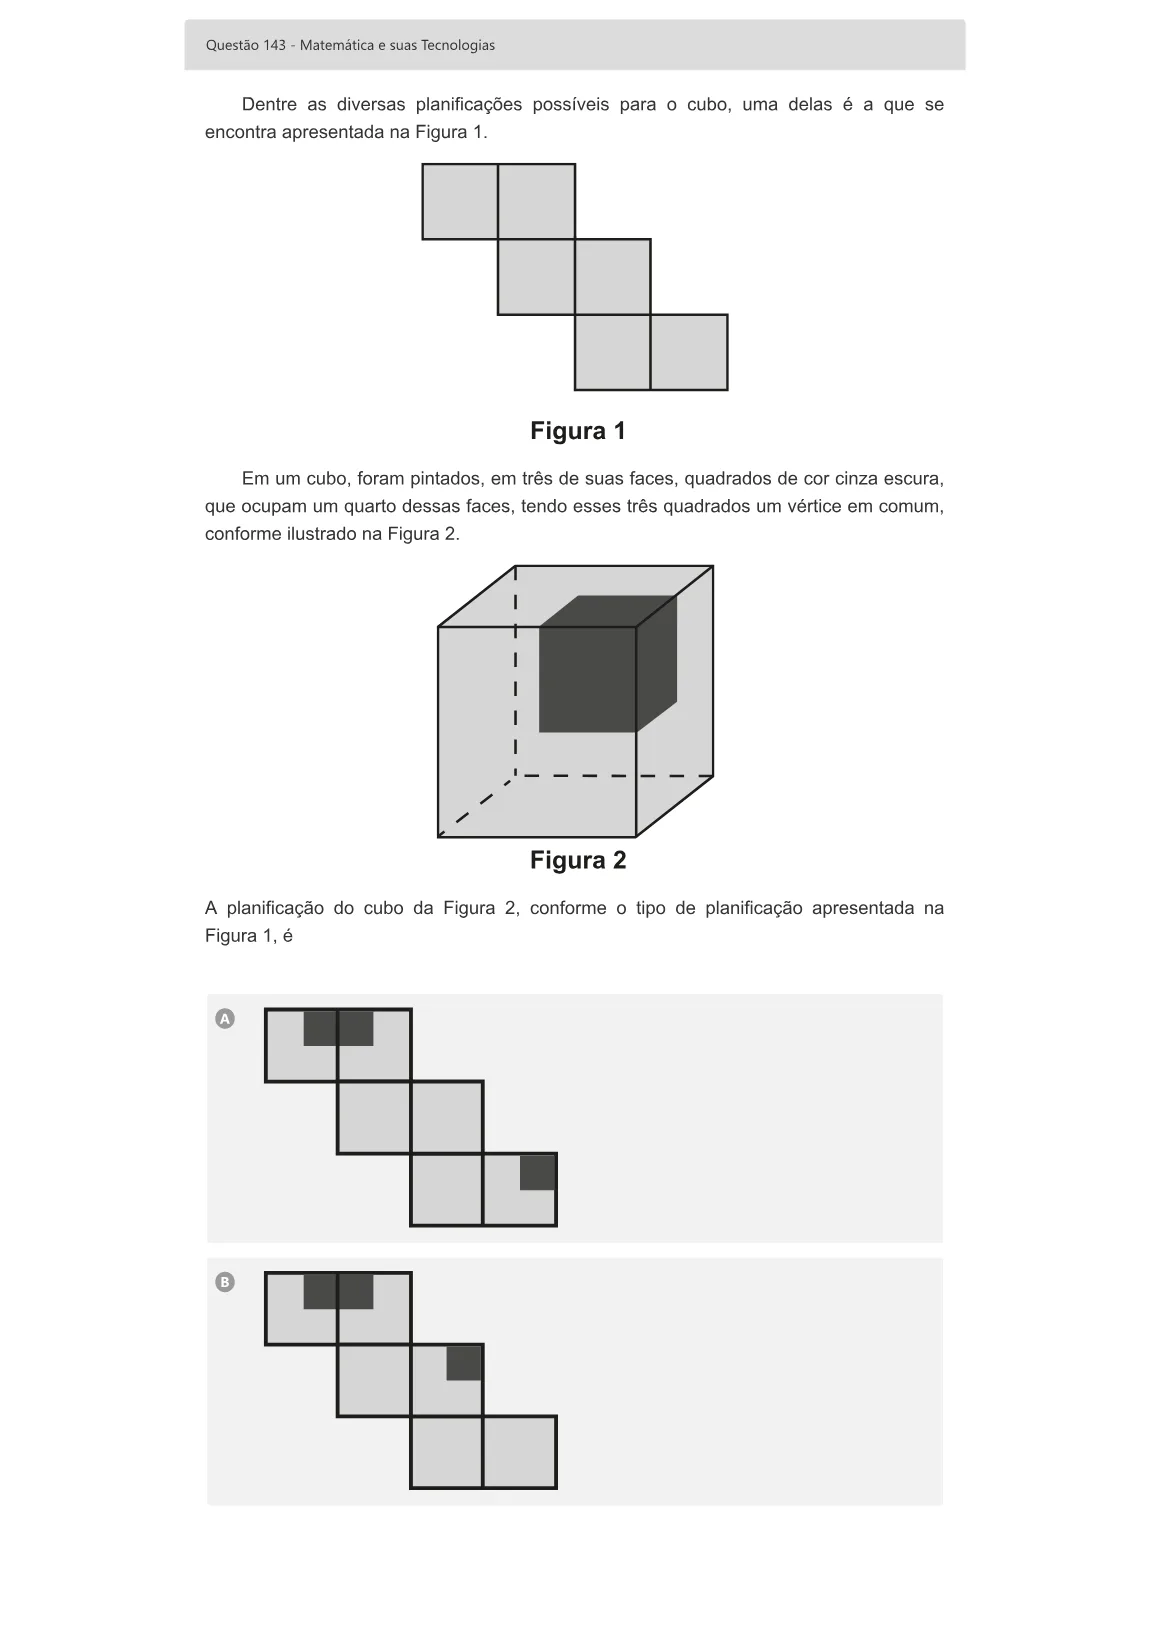 Questão 143 - Matemática e suas Tecnologias
Dentre as diversas planificações possíveis para o cubo, uma delas é a que se
encontra apresentada na Figura 1.
Figura 1
Em um cubo, foram pintados, em três de suas faces, quadrados de cor cinza escura,
que ocupam um quarto dessas faces, tendo esses três quadrados um vértice em comum,
conforme ilustrado na Figura 2.
Figura 2
A planificação do cubo da Figura 2, conforme o tipo de planificação apresentada na
Figura 1, é
A
B